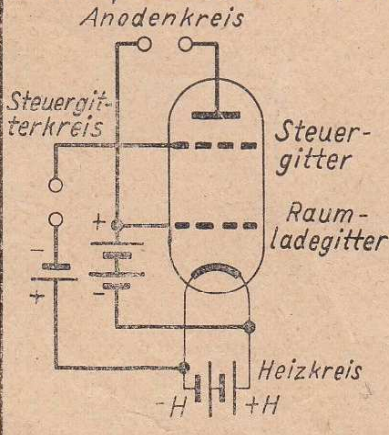 Anodenkreis
Steuergit-
terkreis
Steuer-
gitter
Raum-
ladegitter
+
-
-
+
Heizkreis
-H
+H